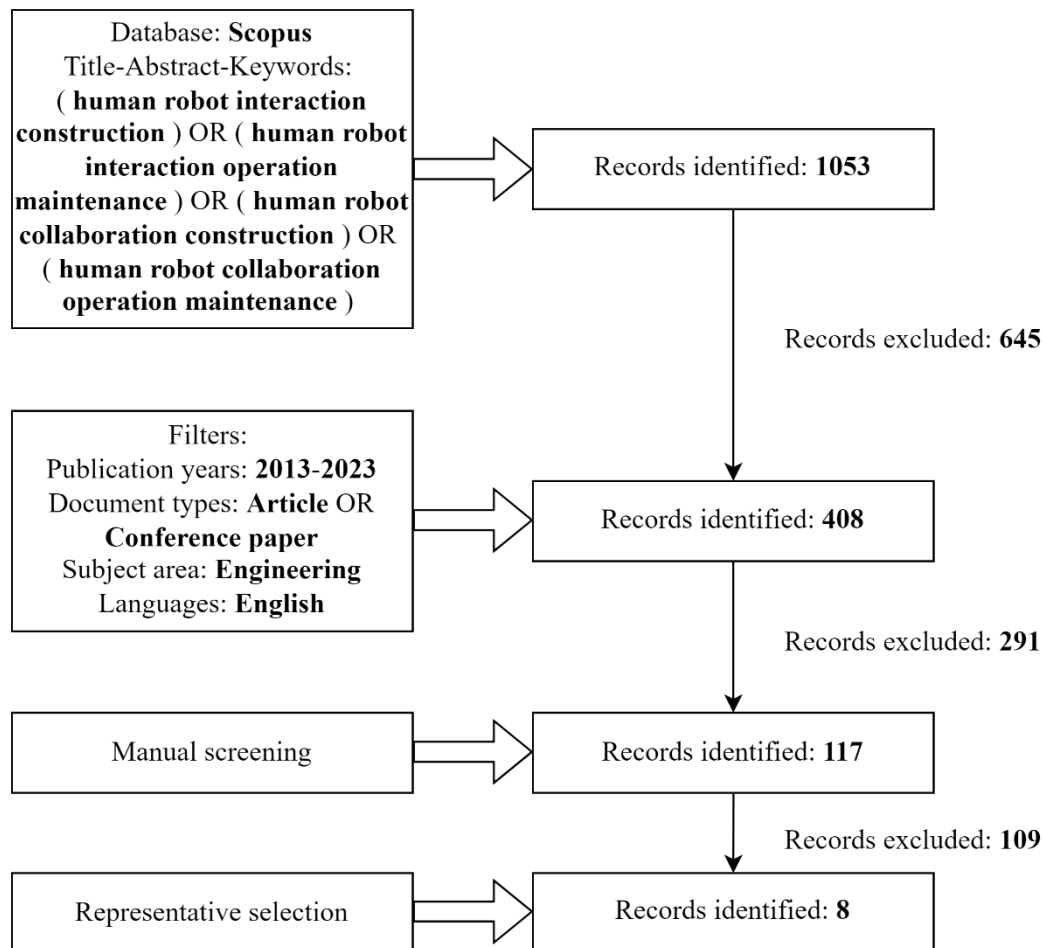 Database: Scopus
Title-Abstract-Keywords:
( human robot interaction
construction ) OR ( human robot
interaction operation
maintenance ) OR ( human robot
collaboration construction ) OR
( human robot collaboration
operation maintenance )
Records identified: 1053
Records excluded: 645
Filters:
Publication years: 2013-2023
Document types: Article OR
Conference paper
Subject area: Engineering
Languages: English
Records identified: 408
Records excluded: 291
Manual screening
Records identified: 117
Records excluded: 109
Representative selection
Records identified: 8